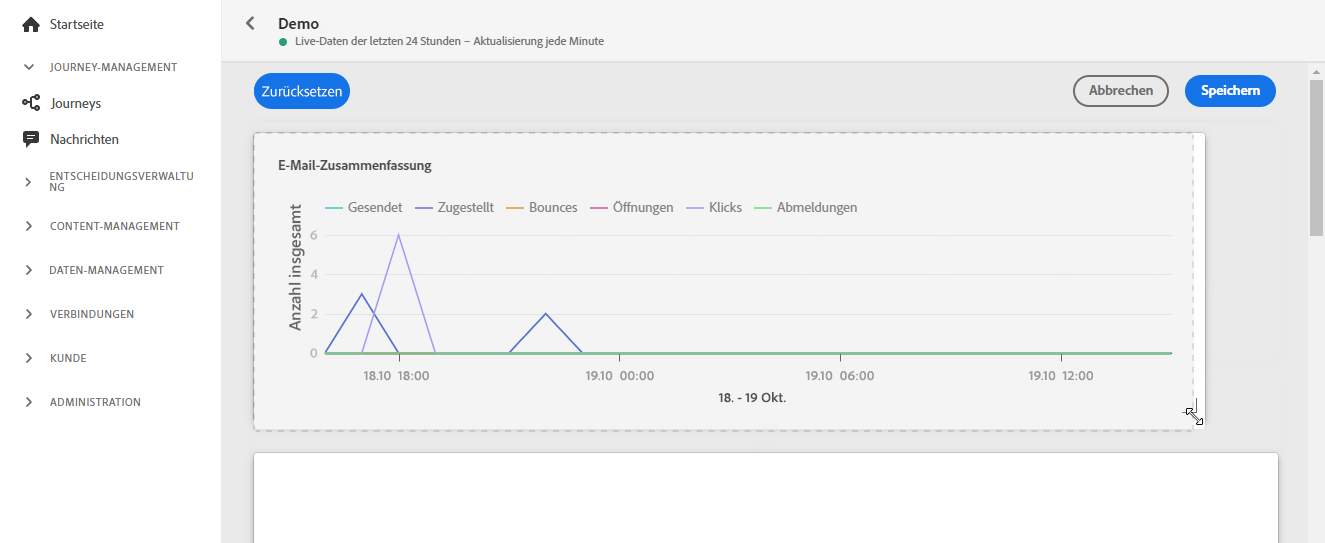 Startseite
JOURNEY-MANAGEMENT
Journeys
Nachrichten
ENTSCHEIDUNGSVERWALTU
NG
CONTENT-MANAGEMENT
DATEN-MANAGEMENT
VERBINDUNGEN
KUNDE
ADMINISTRATION
Demo
Live-Daten der letzten 24 Stunden – Aktualisierung jede Minute
Zurücksetzen
Abbrechen
Speichern
E-Mail-Zusammenfassung
Gesendet Zugestellt Bounces Öffnungen Klicks Abmeldungen
Anzahl insgesamt
6
4
2
0
18.10 18:00 19.10 00:00 19.10 06:00 19.10 12:00
18. - 19 Okt.